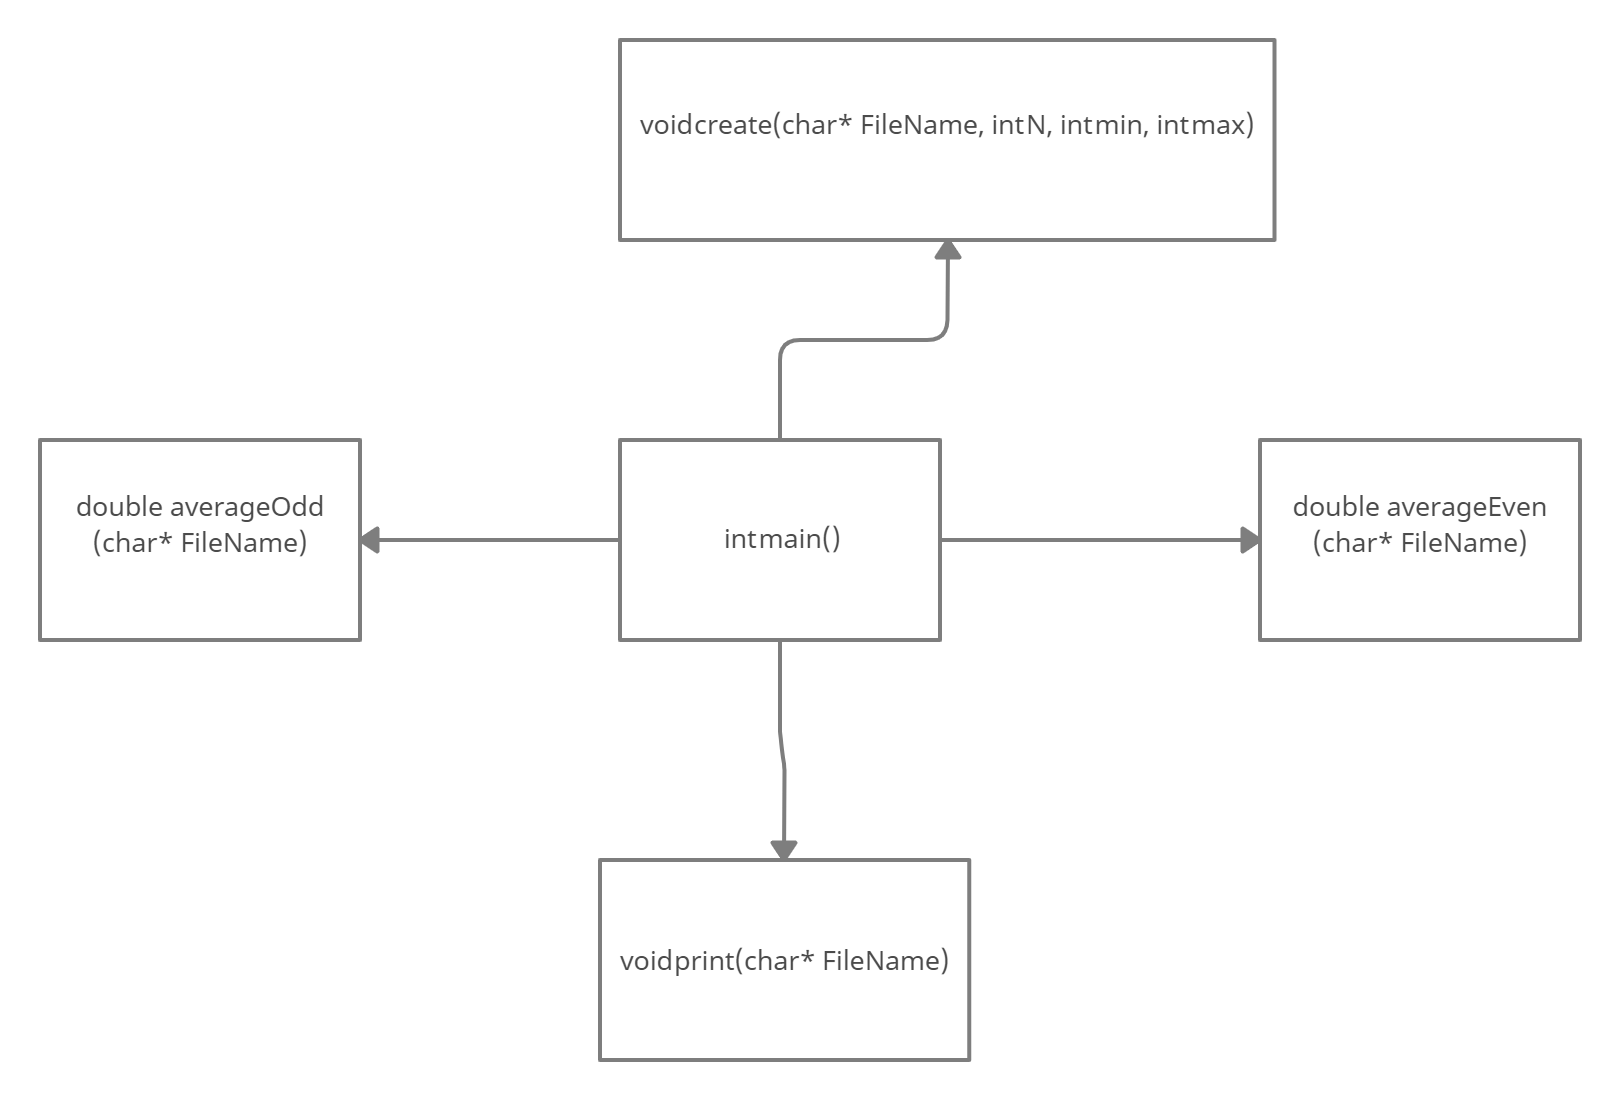 voidcreate(char* FileName, intN, intmin, intmax)
double averageOdd
(char* FileName)
intmain()
double averageEven
(char* FileName)
voidprint(char* FileName)